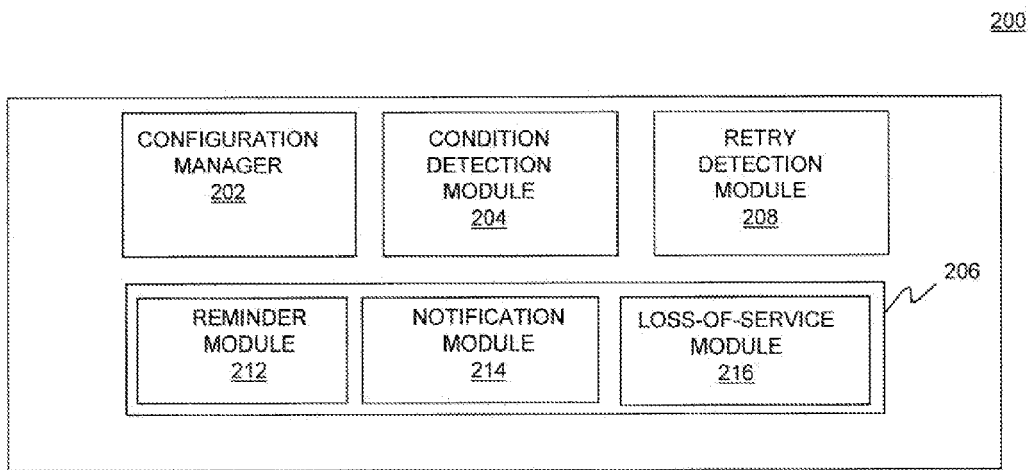 200
CONFIGURATION
MANAGER
202
CONDITION
DETECTION
MODULE
204
RETRY
DETECTION
MODULE
208
206
REMINDER
MODULE
212
NOTIFICATION
MODULE
214
LOSS-OF-SERVICE
MODULE
216